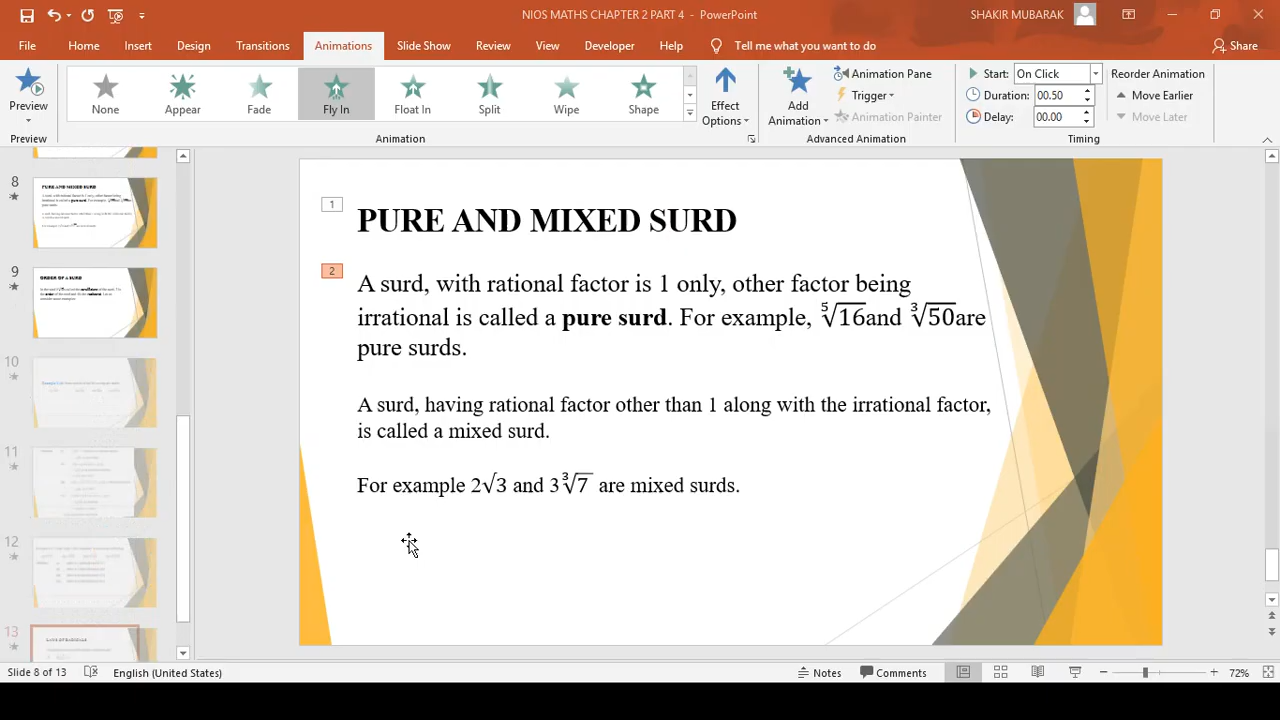 NIOS MATHS CHAPTER 2 PART 4 - PowerPoint
SHAKIR MUBARAK
File Home Insert Design Transitions Animations Slide Show Review View Developer Help Tell me what you want to do Share
Preview None Appear Fade Fly In Float In Split Wipe Shape Effect Options Add Animation Animation Pane Trigger Animation Painter Start: On Click Duration: 00.50 Delay: 00.00 Reorder Animation Move Earlier Move Later
Preview Animation Advanced Animation Timing
8
PURE AND MIXED SURD
9
ORDER OF A SURD
10
11
12
13
1
PURE AND MIXED SURD
2
A surd, with rational factor is 1 only, other factor being
irrational is called a pure surd. For example, ⁵√16and ³√50are
pure surds.
A surd, having rational factor other than 1 along with the irrational factor,
is called a mixed surd.
For example 2√3 and 3³√7 are mixed surds.
Slide 8 of 13 English (United States) Notes Comments 72%